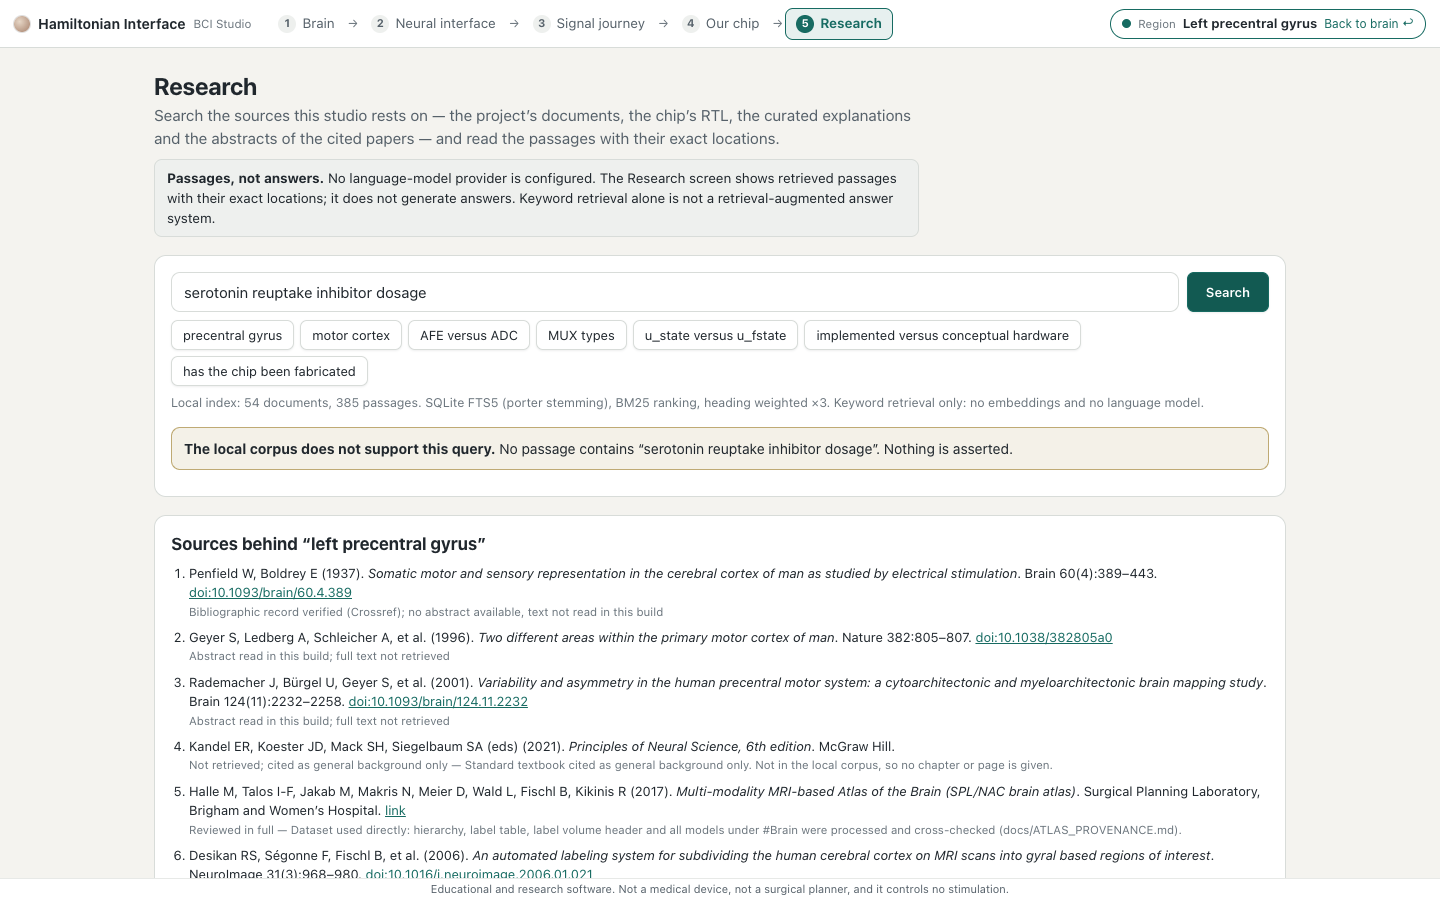 Hamiltonian Interface BCI Studio 1 Brain → 2 Neural interface → 3 Signal journey → 4 Our chip → 5 Research Region Left precentral gyrus Back to brain ↩
Research
Search the sources this studio rests on — the project’s documents, the chip’s RTL, the curated explanations
and the abstracts of the cited papers — and read the passages with their exact locations.
Passages, not answers. No language-model provider is configured. The Research screen shows retrieved passages
with their exact locations; it does not generate answers. Keyword retrieval alone is not a retrieval-augmented answer
system.
serotonin reuptake inhibitor dosage Search
precentral gyrus motor cortex AFE versus ADC MUX types u_state versus u_fstate implemented versus conceptual hardware
has the chip been fabricated
Local index: 54 documents, 385 passages. SQLite FTS5 (porter stemming), BM25 ranking, heading weighted ×3. Keyword retrieval only: no embeddings and no language model.
The local corpus does not support this query. No passage contains “serotonin reuptake inhibitor dosage”. Nothing is asserted.
Sources behind “left precentral gyrus”
1. Penfield W, Boldrey E (1937). Somatic motor and sensory representation in the cerebral cortex of man as studied by electrical stimulation. Brain 60(4):389–443.
doi:10.1093/brain/60.4.389
Bibliographic record verified (Crossref); no abstract available, text not read in this build
2. Geyer S, Ledberg A, Schleicher A, et al. (1996). Two different areas within the primary motor cortex of man. Nature 382:805–807. doi:10.1038/382805a0
Abstract read in this build; full text not retrieved
3. Rademacher J, Bürgel U, Geyer S, et al. (2001). Variability and asymmetry in the human precentral motor system: a cytoarchitectonic and myeloarchitectonic brain mapping study.
Brain 124(11):2232–2258. doi:10.1093/brain/124.11.2232
Abstract read in this build; full text not retrieved
4. Kandel ER, Koester JD, Mack SH, Siegelbaum SA (eds) (2021). Principles of Neural Science, 6th edition. McGraw Hill.
Not retrieved; cited as general background only — Standard textbook cited as general background only. Not in the local corpus, so no chapter or page is given.
5. Halle M, Talos I-F, Jakab M, Makris N, Meier D, Wald L, Fischl B, Kikinis R (2017). Multi-modality MRI-based Atlas of the Brain (SPL/NAC brain atlas). Surgical Planning Laboratory,
Brigham and Women’s Hospital. link
Reviewed in full — Dataset used directly: hierarchy, label table, label volume header and all models under #Brain were processed and cross-checked (docs/ATLAS_PROVENANCE.md).
6. Desikan RS, Ségonne F, Fischl B, et al. (2006). An automated labeling system for subdividing the human cerebral cortex on MRI scans into gyral based regions of interest.
NeuroImage 31(3):968–980. doi:10.1016/j.neuroimage.2006.01.021
Educational and research software. Not a medical device, not a surgical planner, and it controls no stimulation.